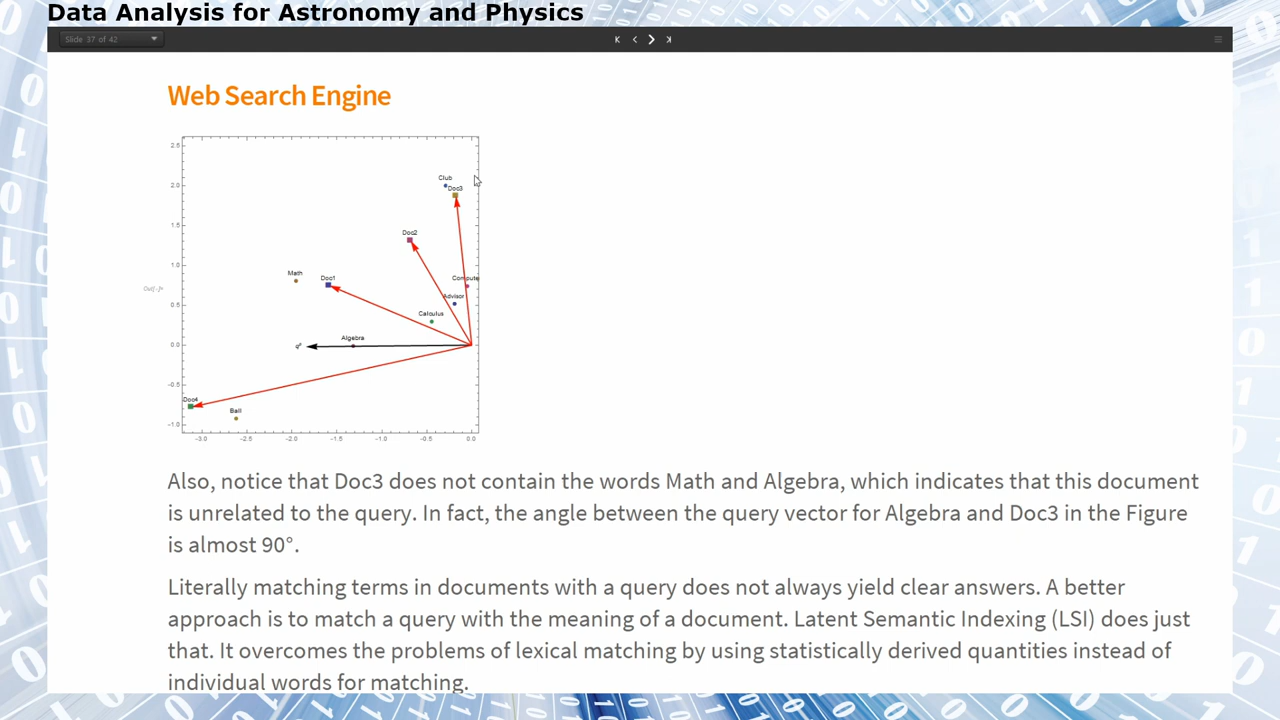 Data Analysis for Astronomy and Physics
Slide 37 of 42
Web Search Engine
2.5
Club
2.0
Doc3
1.5
Doc2
1.0
Math
Doc1
Compute
Out[-]=
0.5
Advisor
Calculus
Algebra
0.0
q*
-0.5
Doc4
Ball
-1.0
-3.0 -2.5 -2.0 -1.5 -1.0 -0.5 0.0
Also, notice that Doc3 does not contain the words Math and Algebra, which indicates that this document
is unrelated to the query. In fact, the angle between the query vector for Algebra and Doc3 in the Figure
is almost 90°.
Literally matching terms in documents with a query does not always yield clear answers. A better
approach is to match a query with the meaning of a document. Latent Semantic Indexing (LSI) does just
that. It overcomes the problems of lexical matching by using statistically derived quantities instead of
individual words for matching.